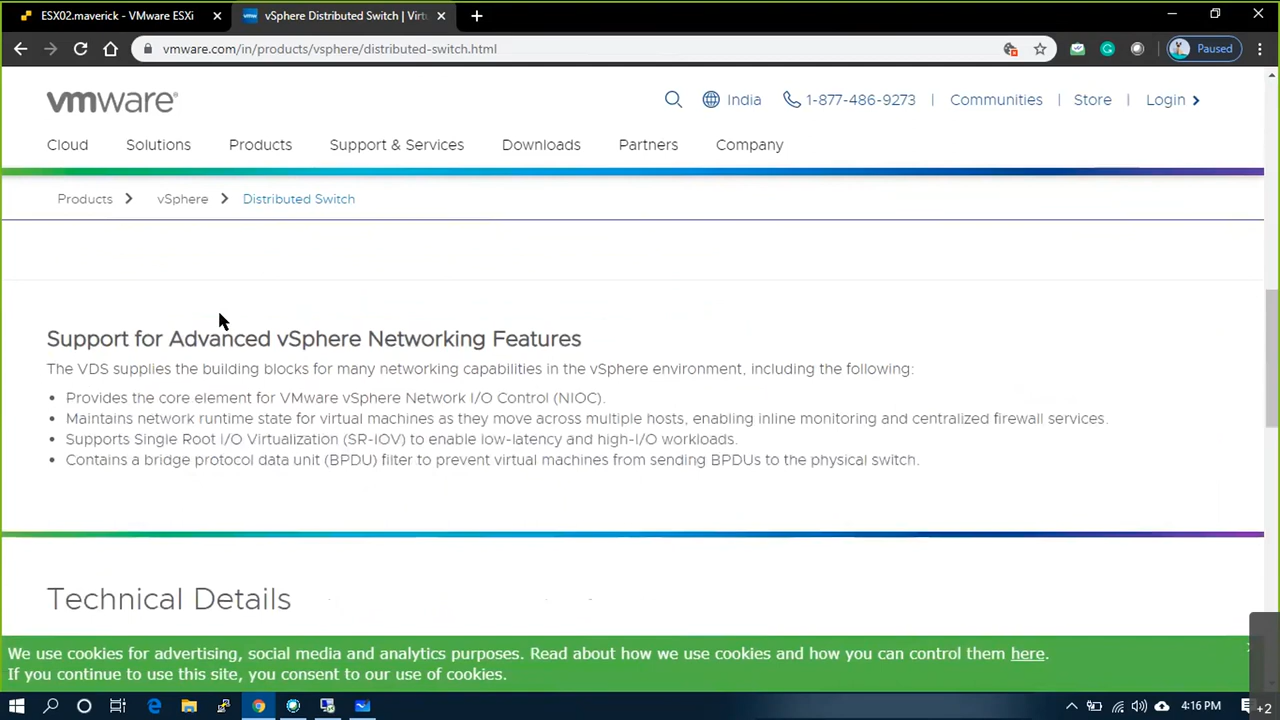 ESX02.maverick - VMware ESXi
vSphere Distributed Switch | Virtu
vmware.com/in/products/vsphere/distributed-switch.html
Paused
vmware
India
1-877-486-9273
Communities
Store
Login
Cloud
Solutions
Products
Support & Services
Downloads
Partners
Company
Products
vSphere
Distributed Switch
Support for Advanced vSphere Networking Features
The VDS supplies the building blocks for many networking capabilities in the vSphere environment, including the following:
• Provides the core element for VMware vSphere Network I/O Control (NIOC).
• Maintains network runtime state for virtual machines as they move across multiple hosts, enabling inline monitoring and centralized firewall services.
• Supports Single Root I/O Virtualization (SR-IOV) to enable low-latency and high-I/O workloads.
• Contains a bridge protocol data unit (BPDU) filter to prevent virtual machines from sending BPDUs to the physical switch.
Technical Details
We use cookies for advertising, social media and analytics purposes. Read about how we use cookies and how you can control them here.
If you continue to use this site, you consent to our use of cookies.
4:16 PM
+2